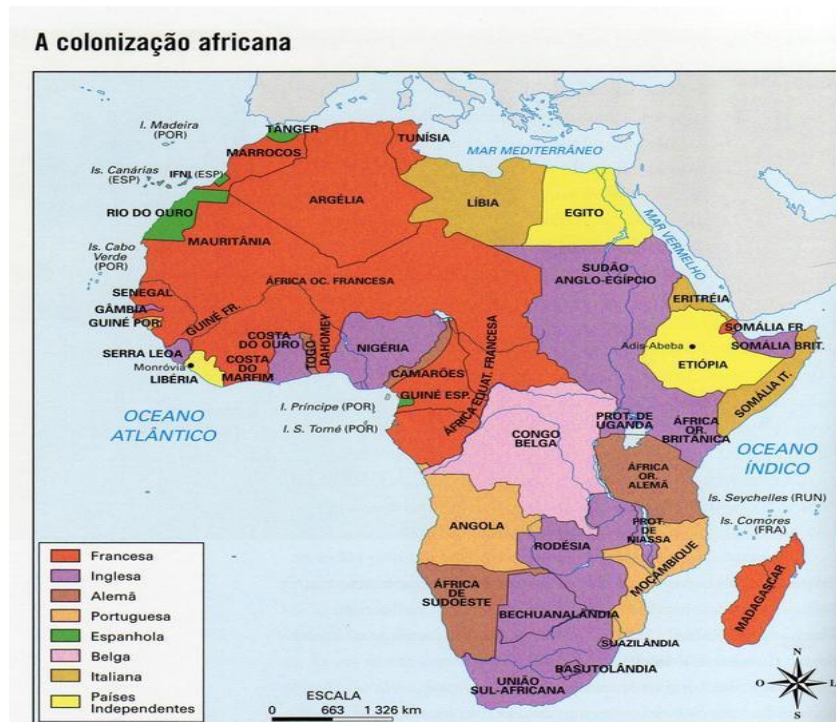 A colonização africana
I. Madeira
(POR)
TÂNGER
TUNÍSIA
MARROCOS
MAR MEDITERRÂNEO
Is. Canárias
(ESP)
IFNI (ESP)
ARGÉLIA
LÍBIA
EGITO
RIO DO OURO
MAR VERMELHO
MAURITÂNIA
Is. Cabo
Verde
(POR)
SUDÃO
ANGLO-EGÍPCIO
ÁFRICA OC. FRANCESA
SENEGAL
ERITRÉIA
GÂMBIA
GUINÉ POR.
GUINÉ FR.
SOMÁLIA FR.
SOMÁLIA BRIT.
COSTA
DO OURO
TOGO
DAHOMEY
NIGÉRIA
SERRA LEOA
Monróvia
LIBÉRIA
COSTA
DO
MARFIM
CAMARÕES
ÁFRICA EQUAT. FRANCESA
Adis-Abeba
ETIÓPIA
SOMÁLIA IT.
GUINÉ ESP.
I. Príncipe (POR)
I. S. Tomé (POR)
OCEANO
ATLÂNTICO
PROT. DE
UGANDA
ÁFRICA
OR.
BRITÂNICA
CONGO
BELGA
OCEANO
ÍNDICO
ÁFRICA
OR.
ALEMÃ
Is. Seychelles (RUN)
Is. Comores
(FRA)
ANGOLA
PROT.
DE
NIASSA
RODÉSIA
MOÇAMBIQUE
MADAGASCAR
ÁFRICA
DE
SUDOESTE
BECHUANALÂNDIA
SUAZILÂNDIA
BASUTOLÂNDIA
UNIÃO
SUL-AFRICANA
Francesa
Inglesa
Alemã
Portuguesa
Espanhola
Belga
Italiana
Países
Independentes
ESCALA
0 663 1 326 km
N
O L
S